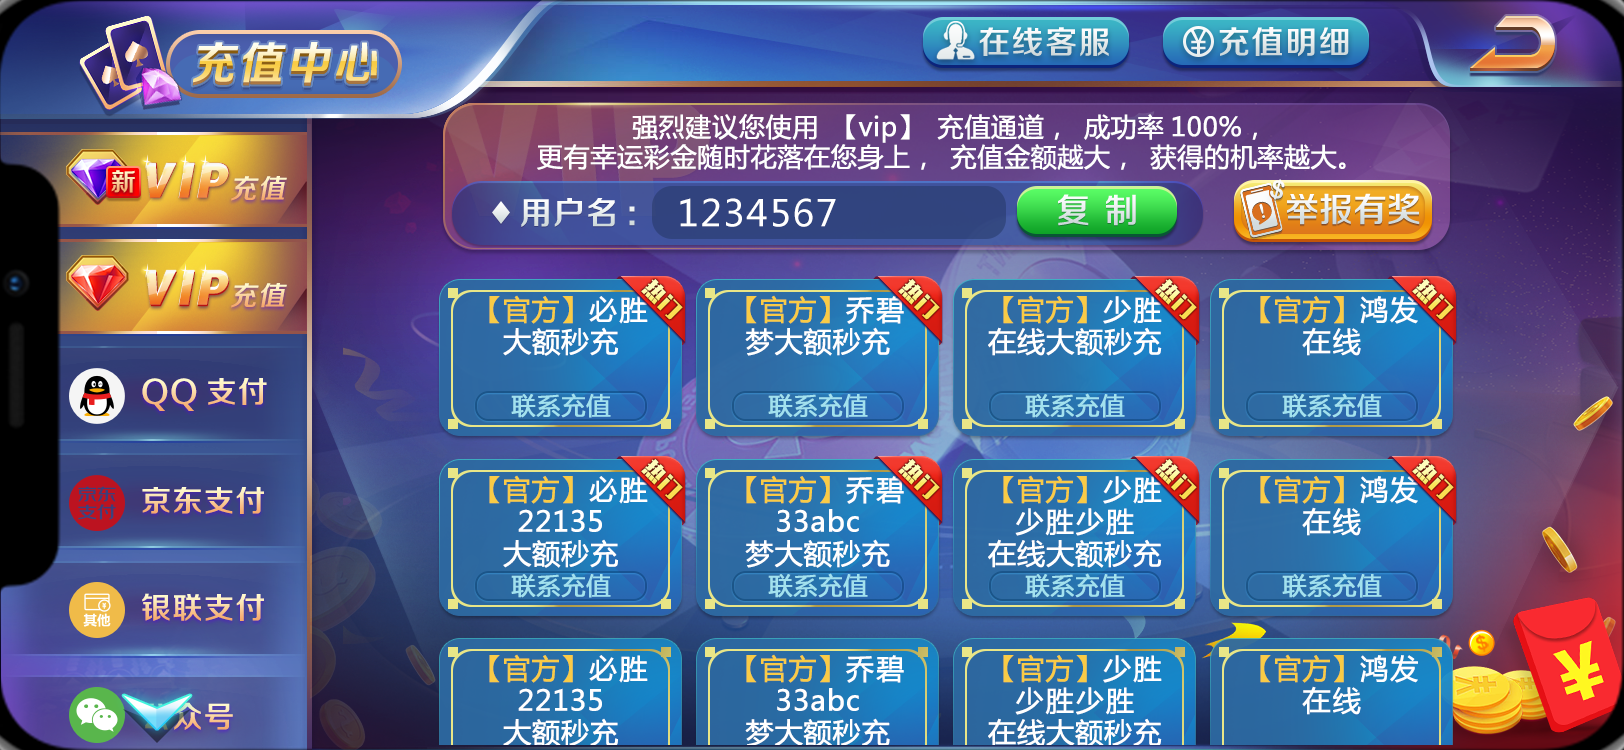 充值中心
在线客服
充值明细
强烈建议您使用 【vip】 充值通道， 成功率 100%，
更有幸运彩金随时花落在您身上， 充值金额越大， 获得的机率越大。
用户名：
1234567
复 制
举报有奖
新
VIP充值
VIP充值
QQ 支付
京东支付
京东支付
其他
银联支付
众号
热门
【官方】必胜
大额秒充
联系充值
热门
【官方】乔碧
梦大额秒充
联系充值
热门
【官方】少胜
在线大额秒充
联系充值
热门
【官方】鸿发
在线
联系充值
热门
【官方】必胜
22135
大额秒充
联系充值
热门
【官方】乔碧
33abc
梦大额秒充
联系充值
热门
【官方】少胜
少胜少胜
在线大额秒充
联系充值
热门
【官方】鸿发
在线
联系充值
【官方】必胜
22135
大额秒充
【官方】乔碧
33abc
梦大额秒充
【官方】少胜
少胜少胜
在线大额秒充
【官方】鸿发
在线